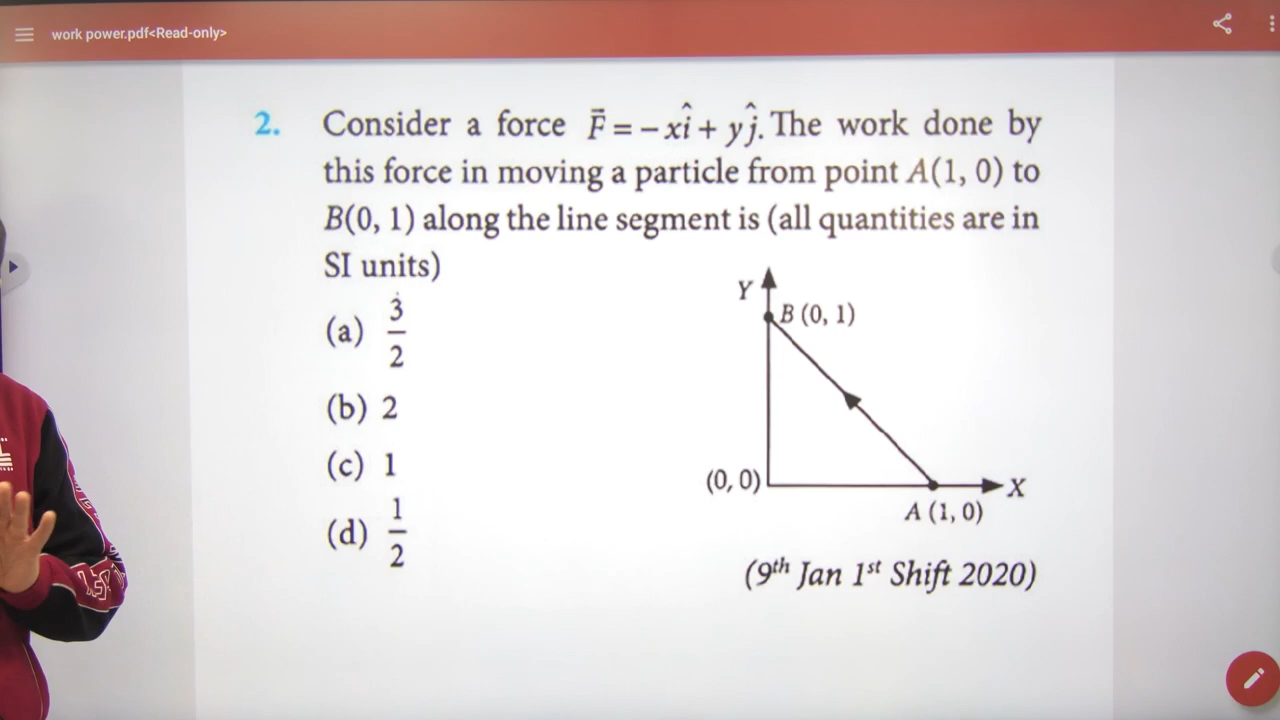 work power.pdf<Read-only>
2. Consider a force F̄ = − xî + yĵ. The work done by
this force in moving a particle from point A(1, 0) to
B(0, 1) along the line segment is (all quantities are in
SI units)
(a) 3/2
(b) 2
(c) 1
(d) 1/2
Y
B (0, 1)
(0, 0)
X
A (1, 0)
(9th Jan 1st Shift 2020)